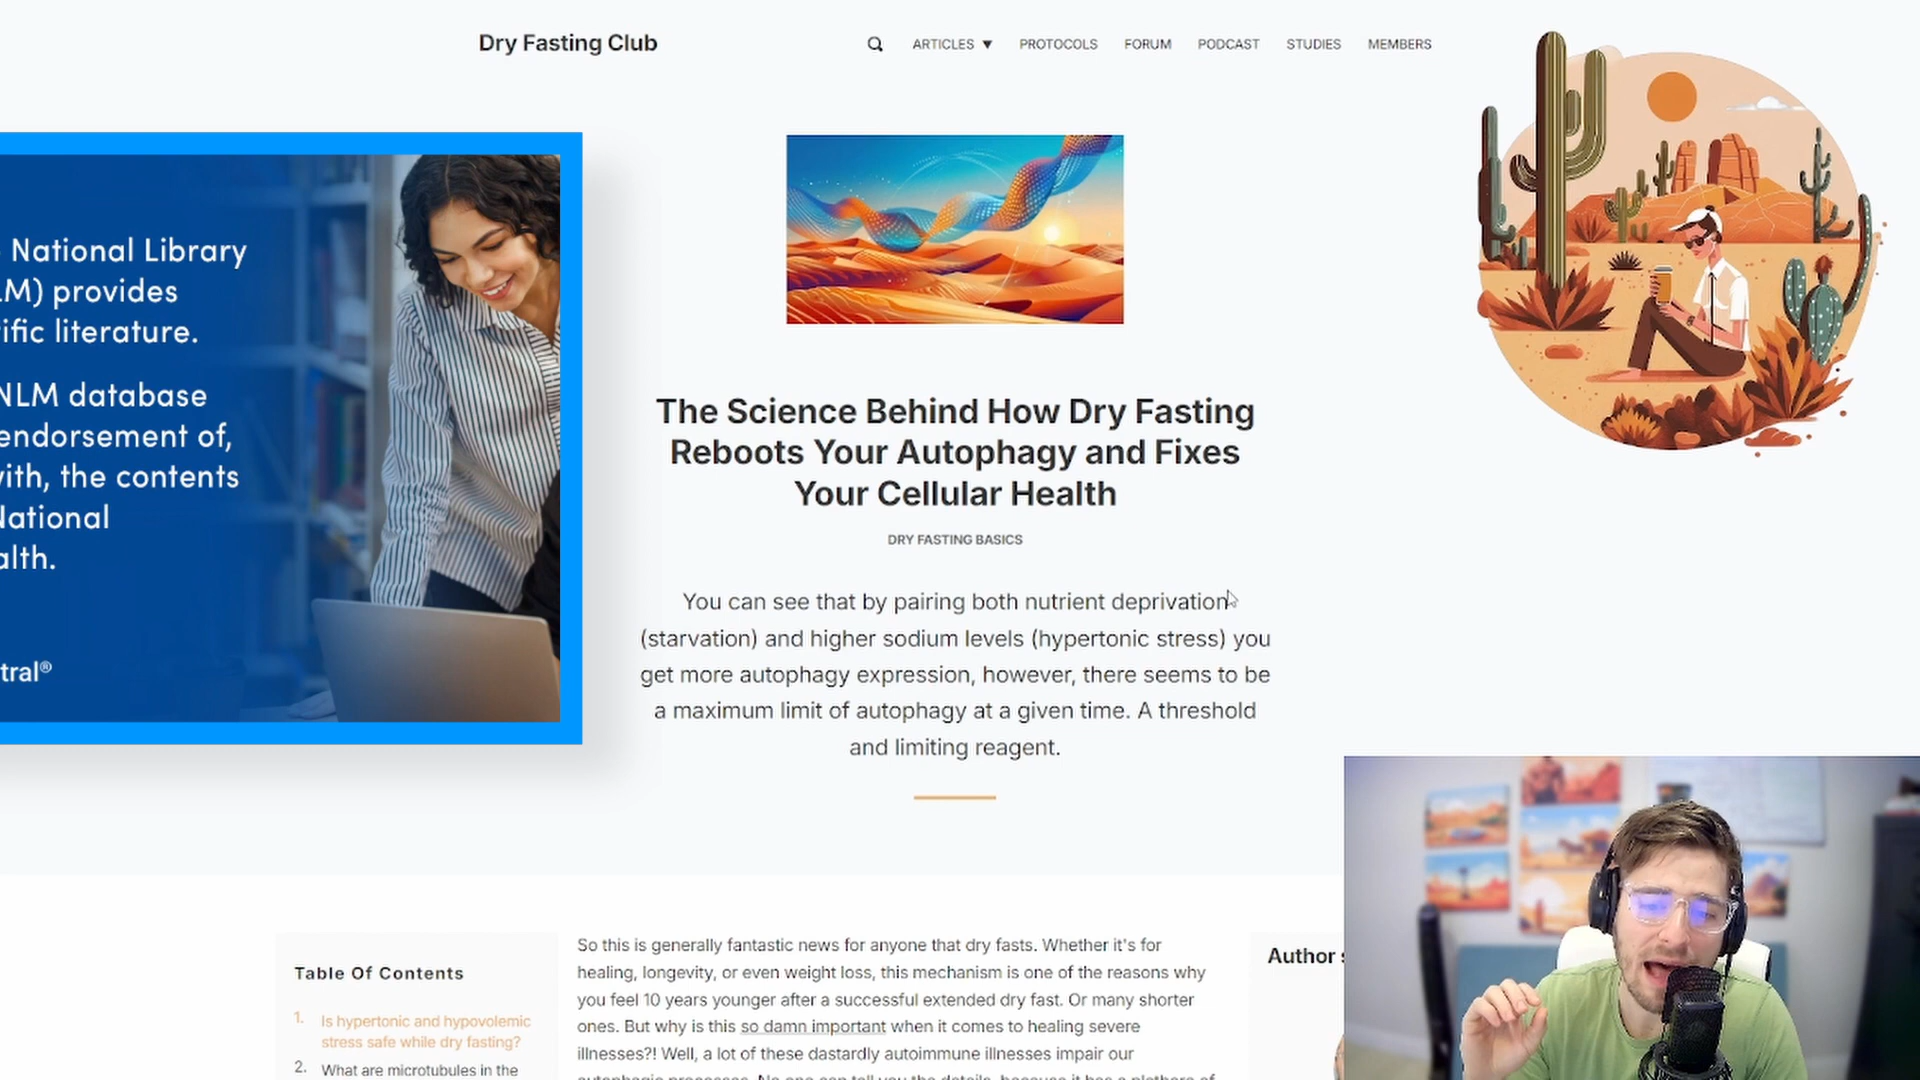 Dry Fasting Club
ARTICLES ▼ PROTOCOLS FORUM PODCAST STUDIES MEMBERS
National Library
LM) provides
ific literature.
NLM database
endorsement of,
with, the contents
National
alth.
tral®
The Science Behind How Dry Fasting
Reboots Your Autophagy and Fixes
Your Cellular Health
DRY FASTING BASICS
You can see that by pairing both nutrient deprivation
(starvation) and higher sodium levels (hypertonic stress) you
get more autophagy expression, however, there seems to be
a maximum limit of autophagy at a given time. A threshold
and limiting reagent.
Table Of Contents
1. Is hypertonic and hypovolemic
stress safe while dry fasting?
2. What are microtubules in the
So this is generally fantastic news for anyone that dry fasts. Whether it's for
healing, longevity, or even weight loss, this mechanism is one of the reasons why
you feel 10 years younger after a successful extended dry fast. Or many shorter
ones. But why is this so damn important when it comes to healing severe
illnesses?! Well, a lot of these dastardly autoimmune illnesses impair our
Author